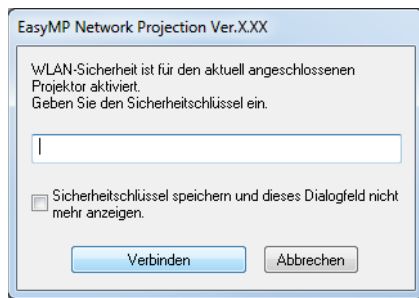 EasyMP Network Projection Ver.X.XX
WLAN-Sicherheit ist für den aktuell angeschlossenen
Projektor aktiviert.
Geben Sie den Sicherheitschlüssel ein.
Sicherheitschlüssel speichern und dieses Dialogfeld nicht
mehr anzeigen.
Verbinden
Abbrechen